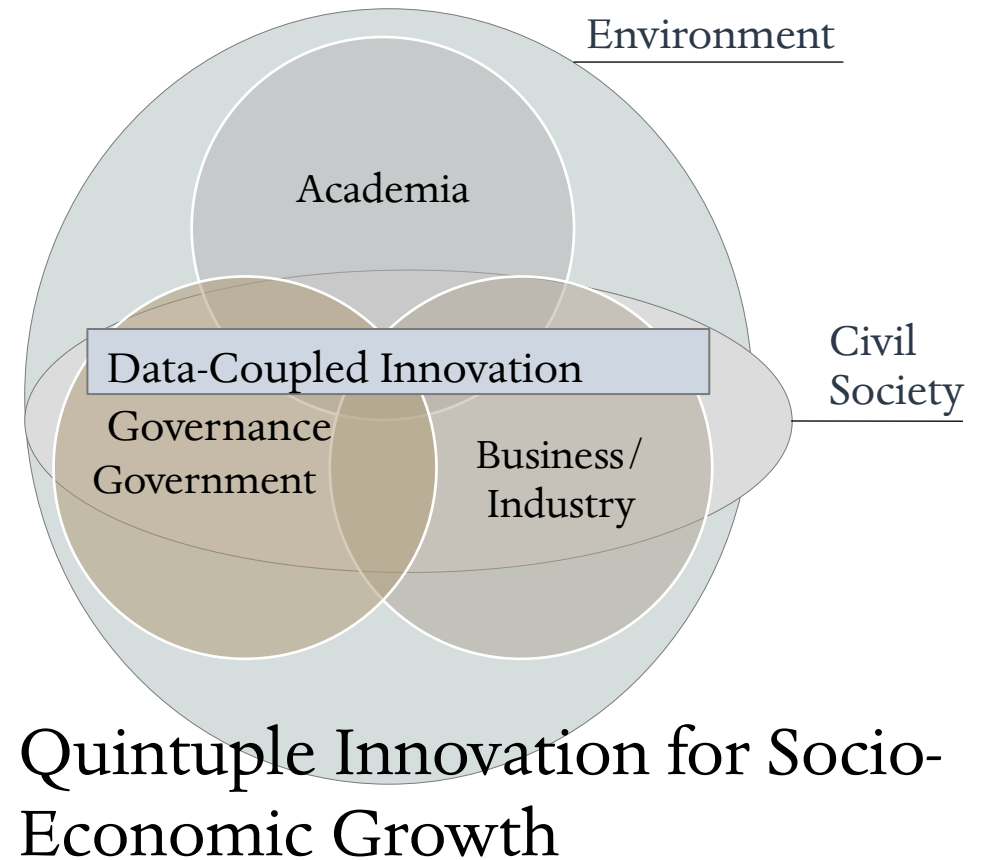 Environment
Academia
Civil
Society
Data-Coupled Innovation
Governance
Government
Business/
Industry
Quintuple Innovation for Socio-
Economic Growth